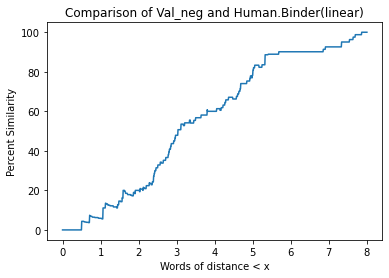 Comparison of Val_neg and Human.Binder(linear)
100
80
60
40
20
0
Percent Similarity
0 1 2 3 4 5 6 7 8
Words of distance < x